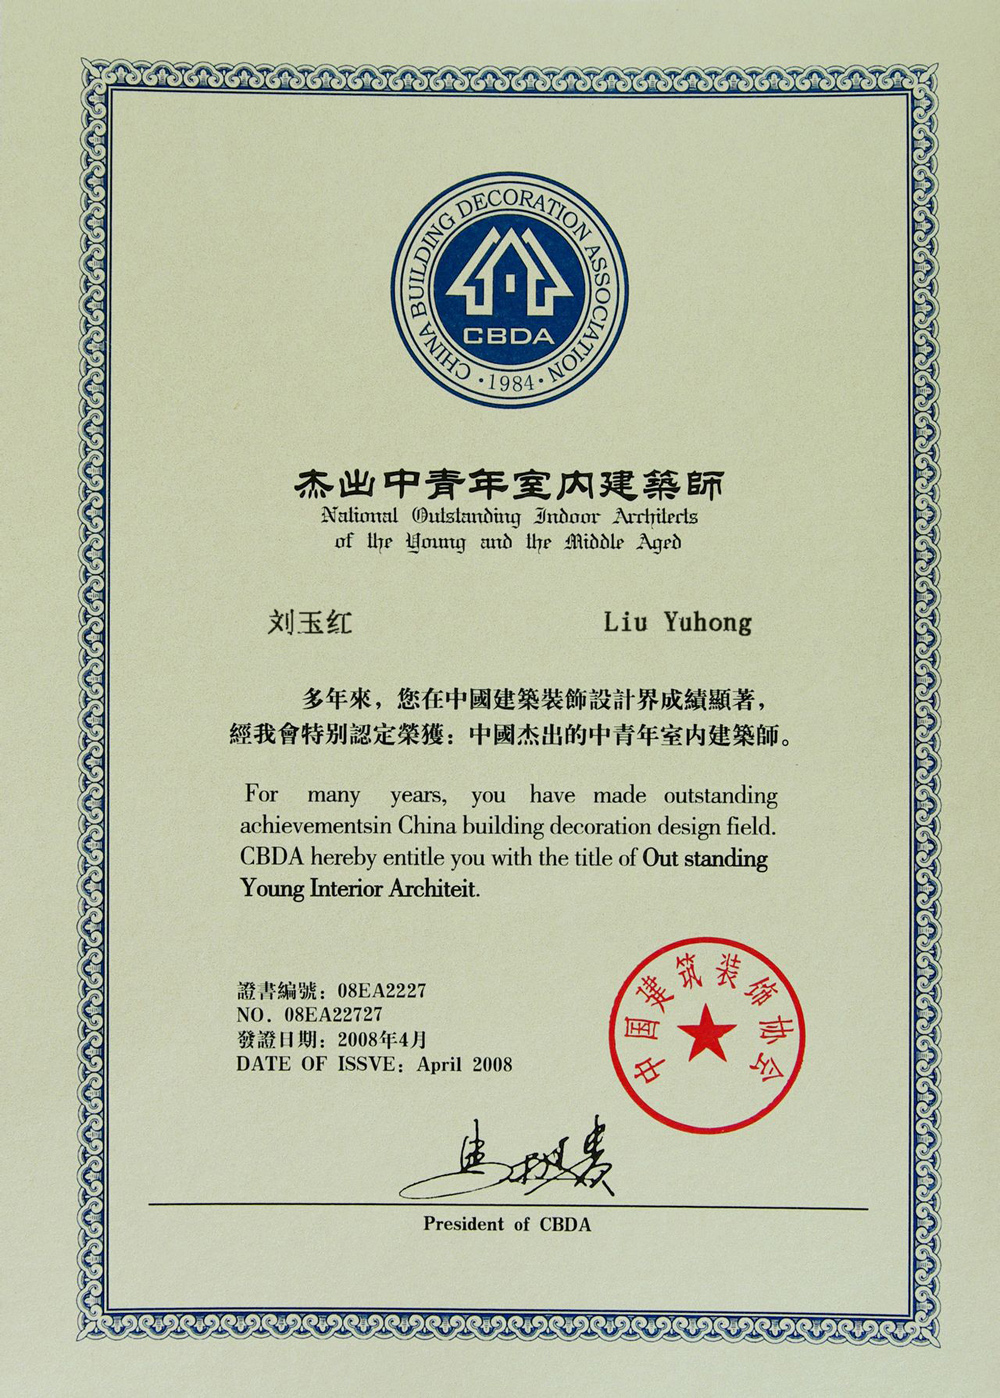 CHINA BUILDING DECORATION ASSOCIATION
CBDA
·1984·
杰出中青年室内建築師
National Outstanding Indoor Architects
of the Young and the Middle Aged
刘玉红 Liu Yuhong
多年來，您在中國建築裝飾設計界成績顯著，
經我會特别認定榮獲：中國杰出的中青年室内建築師。
For many years, you have made outstanding
achievementsin China building decoration design field.
CBDA hereby entitle you with the title of Out standing
Young Interior Architeit.
中国建筑装饰协会
證書編號：08EA2227
NO．08EA22727
發證日期：2008年4月
DATE OF ISSVE：April 2008
President of CBDA